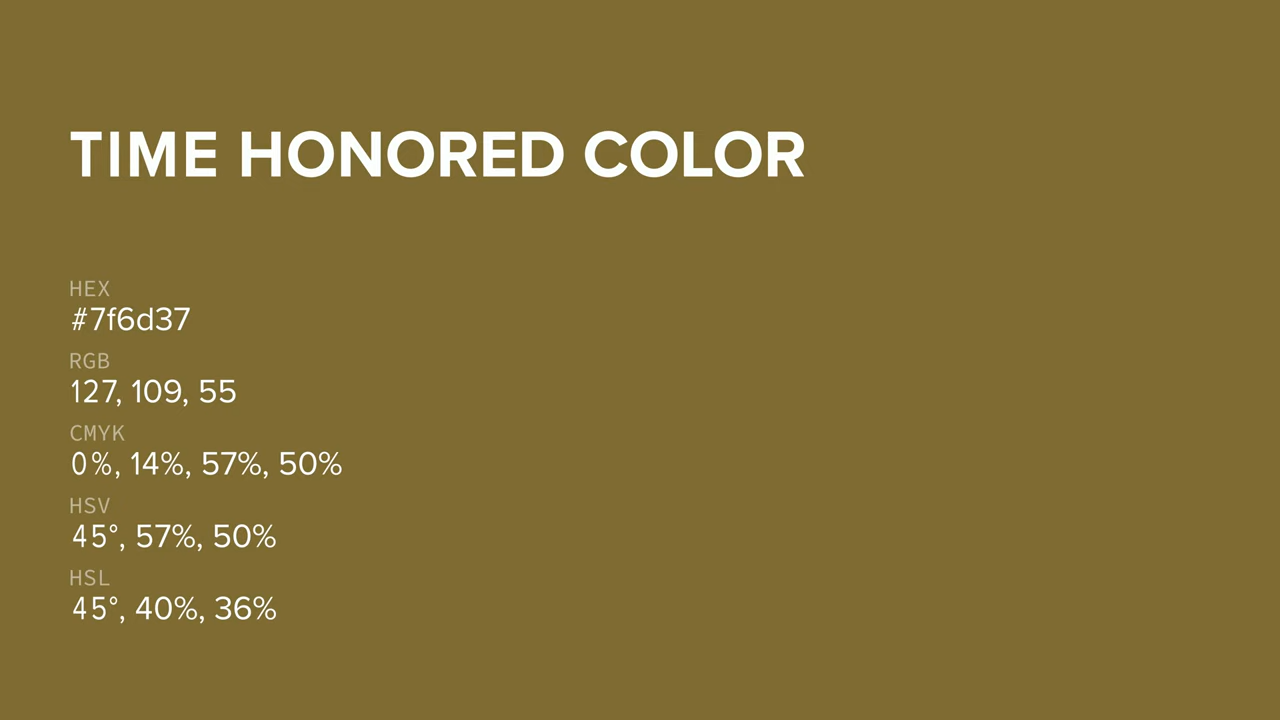 TIME HONORED COLOR
HEX
#7f6d37
RGB
127, 109, 55
CMYK
0%, 14%, 57%, 50%
HSV
45°, 57%, 50%
HSL
45°, 40%, 36%